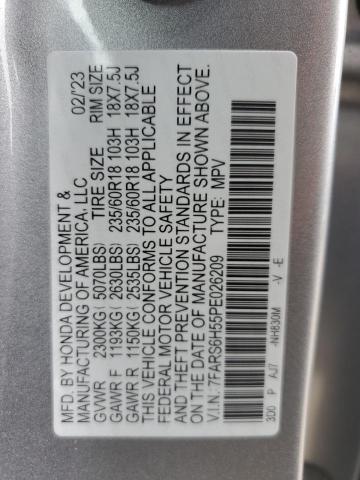 MFD. BY HONDA DEVELOPMENT & 02/'23
MANUFACTURING OF AMERICA, LLC.
TIRE SIZE RIM SIZE
GVWR 2300KG( 5070LBS)
GAWR F 1193KG( 2630LBS) 235/60R18 103H 18X7.5J
GAWR R 1150KG( 2535LBS) 235/60R18 103H 18X7.5J
THIS VEHICLE CONFORMS TO ALL APPLICABLE
FEDERAL MOTOR VEHICLE SAFETY
AND THEFT PREVENTION STANDARDS IN EFFECT
ON THE DATE OF MANUFACTURE SHOWN ABOVE.
V.I.N: 7FARS6H55PE026209 TYPE: MPV
3D0 P AJ7 -NH830M -V -E